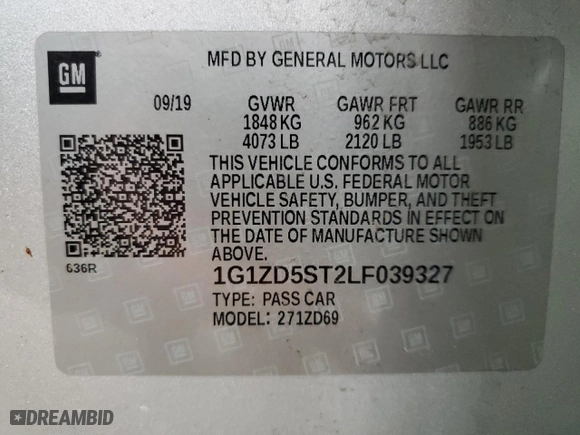 GM
MFD BY GENERAL MOTORS LLC
09/19 GVWR GAWR FRT GAWR RR
1848 KG 962 KG 886 KG
4073 LB 2120 LB 1953 LB
THIS VEHICLE CONFORMS TO ALL
APPLICABLE U.S. FEDERAL MOTOR
VEHICLE SAFETY, BUMPER, AND THEFT
PREVENTION STANDARDS IN EFFECT ON
THE DATE OF MANUFACTURE SHOWN
ABOVE.
636R
1G1ZD5ST2LF039327
TYPE: PASS CAR
MODEL: 271ZD69
DREAMBID